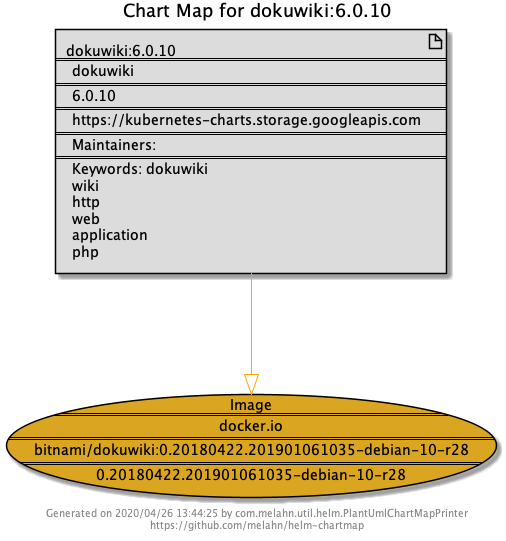 Chart Map for dokuwiki:6.0.10
dokuwiki:6.0.10
dokuwiki
6.0.10
https://kubernetes-charts.storage.googleapis.com
Maintainers:
Keywords: dokuwiki
wiki
http
web
application
php
Image
docker.io
bitnami/dokuwiki:0.20180422.201901061035-debian-10-r28
0.20180422.201901061035-debian-10-r28
Generated on 2020/04/26 13:44:25 by com.melahn.util.helm.PlantUmlChartMapPrinter
https://github.com/melahn/helm-chartmap